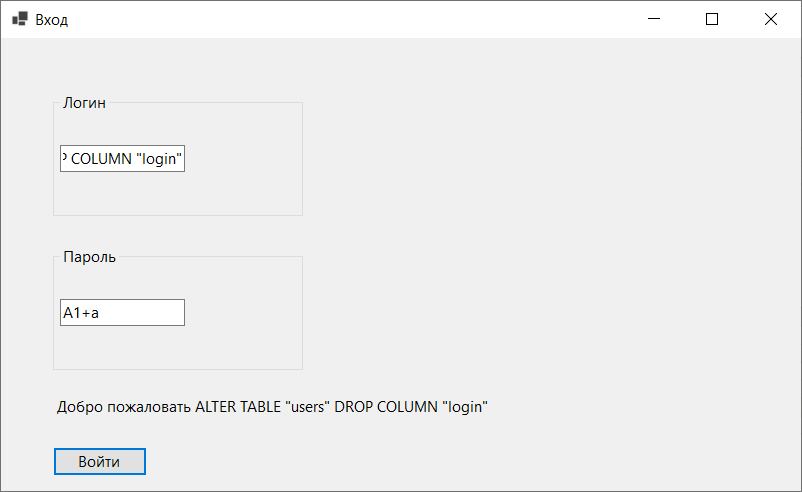 Вход
Логин
COLUMN "login"
Пароль
A1+a
Добро пожаловать ALTER TABLE "users" DROP COLUMN "login"
Войти